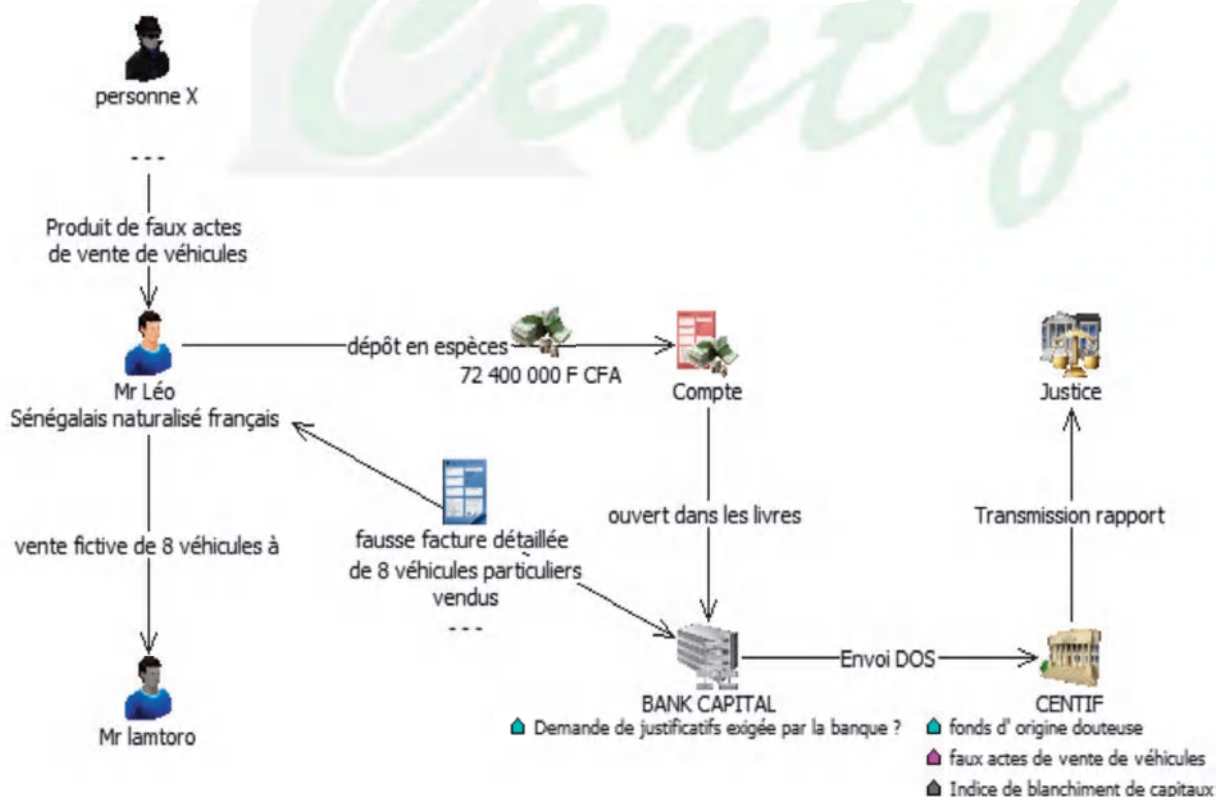 Centif
personne X
---
Produit de faux actes
de vente de véhicules
Mr Léo
Sénégalais naturalisé français
dépôt en espèces
72 400 000 F CFA
Compte
Justice
vente fictive de 8 véhicules à
fausse facture détaillée
de 8 véhicules particuliers
vendus
---
ouvert dans les livres
Transmission rapport
Mr lamtoro
BANK CAPITAL
Demande de justificatifs exigée par la banque ?
Envoi DOS
CENTIF
fonds d' origine douteuse
faux actes de vente de véhicules
Indice de blanchiment de capitaux